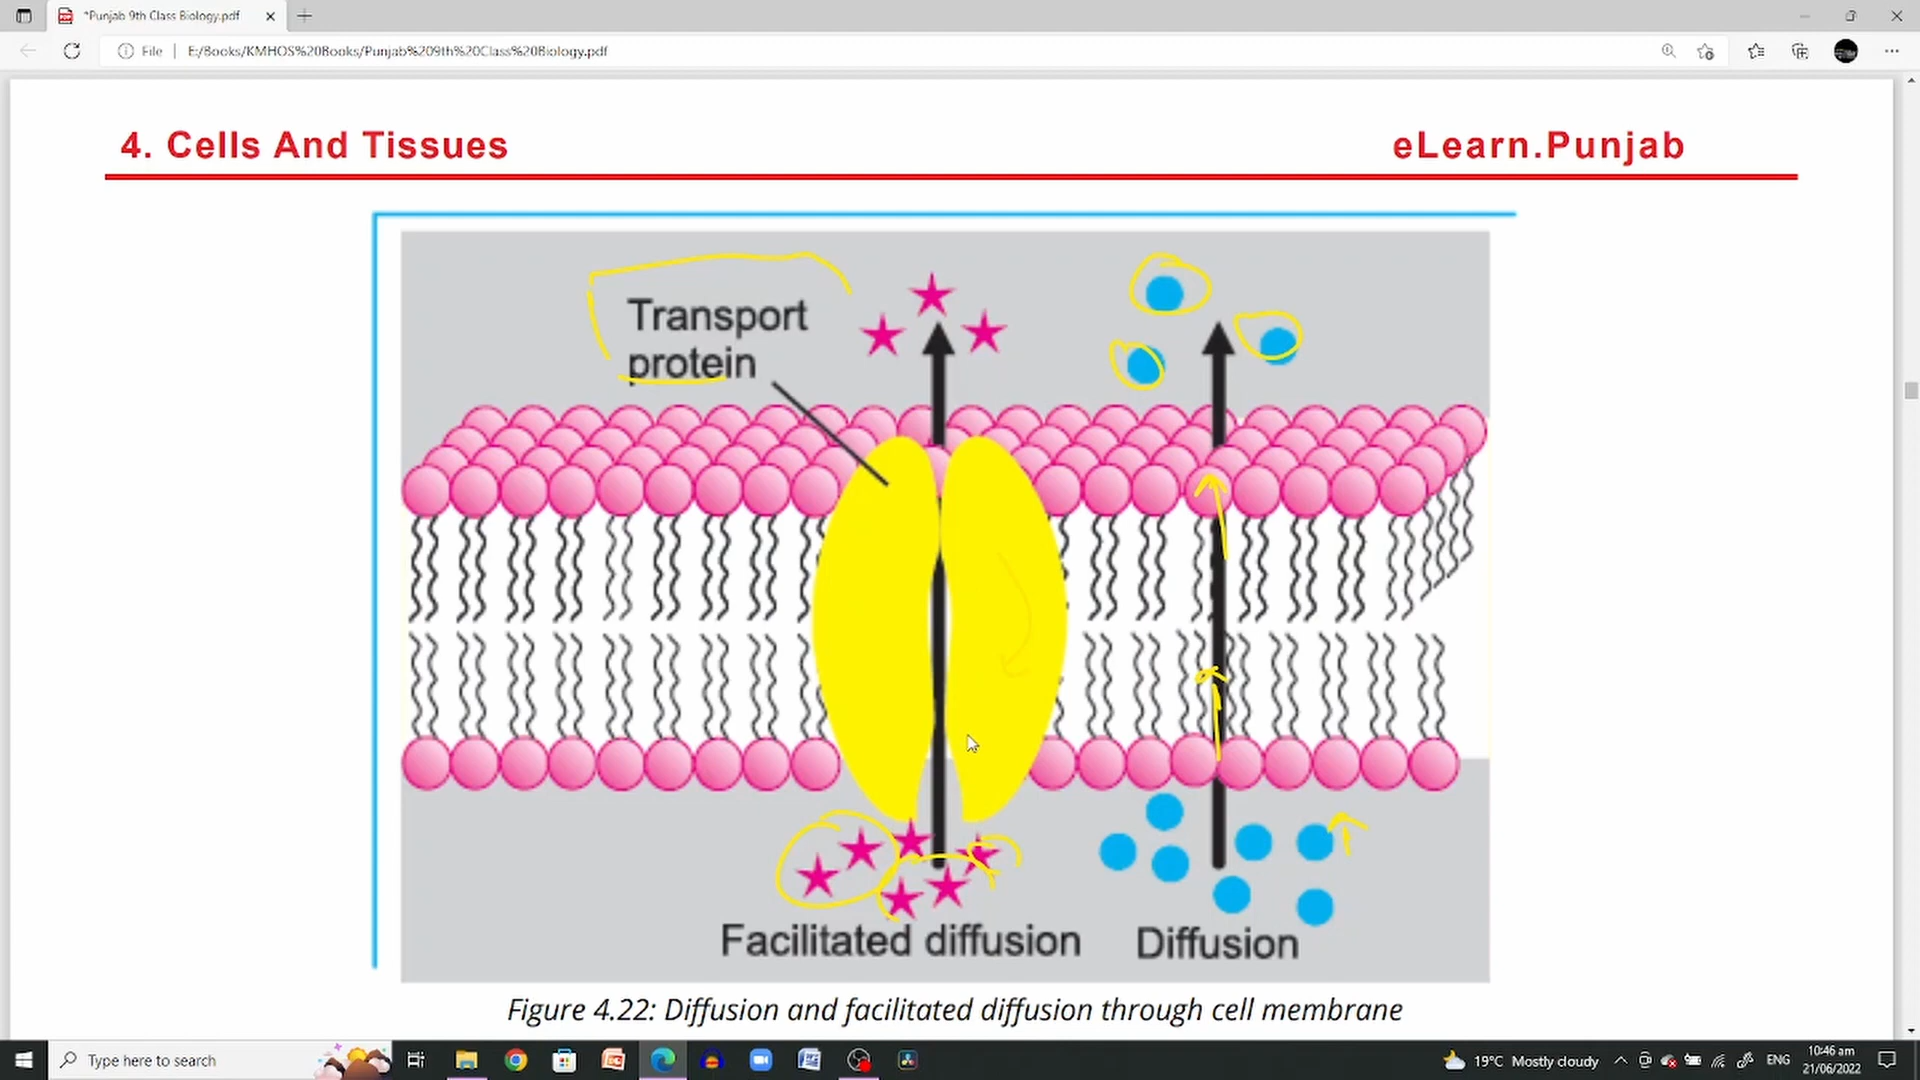 *Punjab 9th Class Biology.pdf
File | E:/Books/KMHOS%20Books/Punjab%209th%20Class%20Biology.pdf
4. Cells And Tissues
eLearn.Punjab
Transport
protein
Facilitated diffusion
Diffusion
Figure 4.22: Diffusion and facilitated diffusion through cell membrane
Type here to search
19°C Mostly cloudy
ENG
10:46 am
21/06/2022